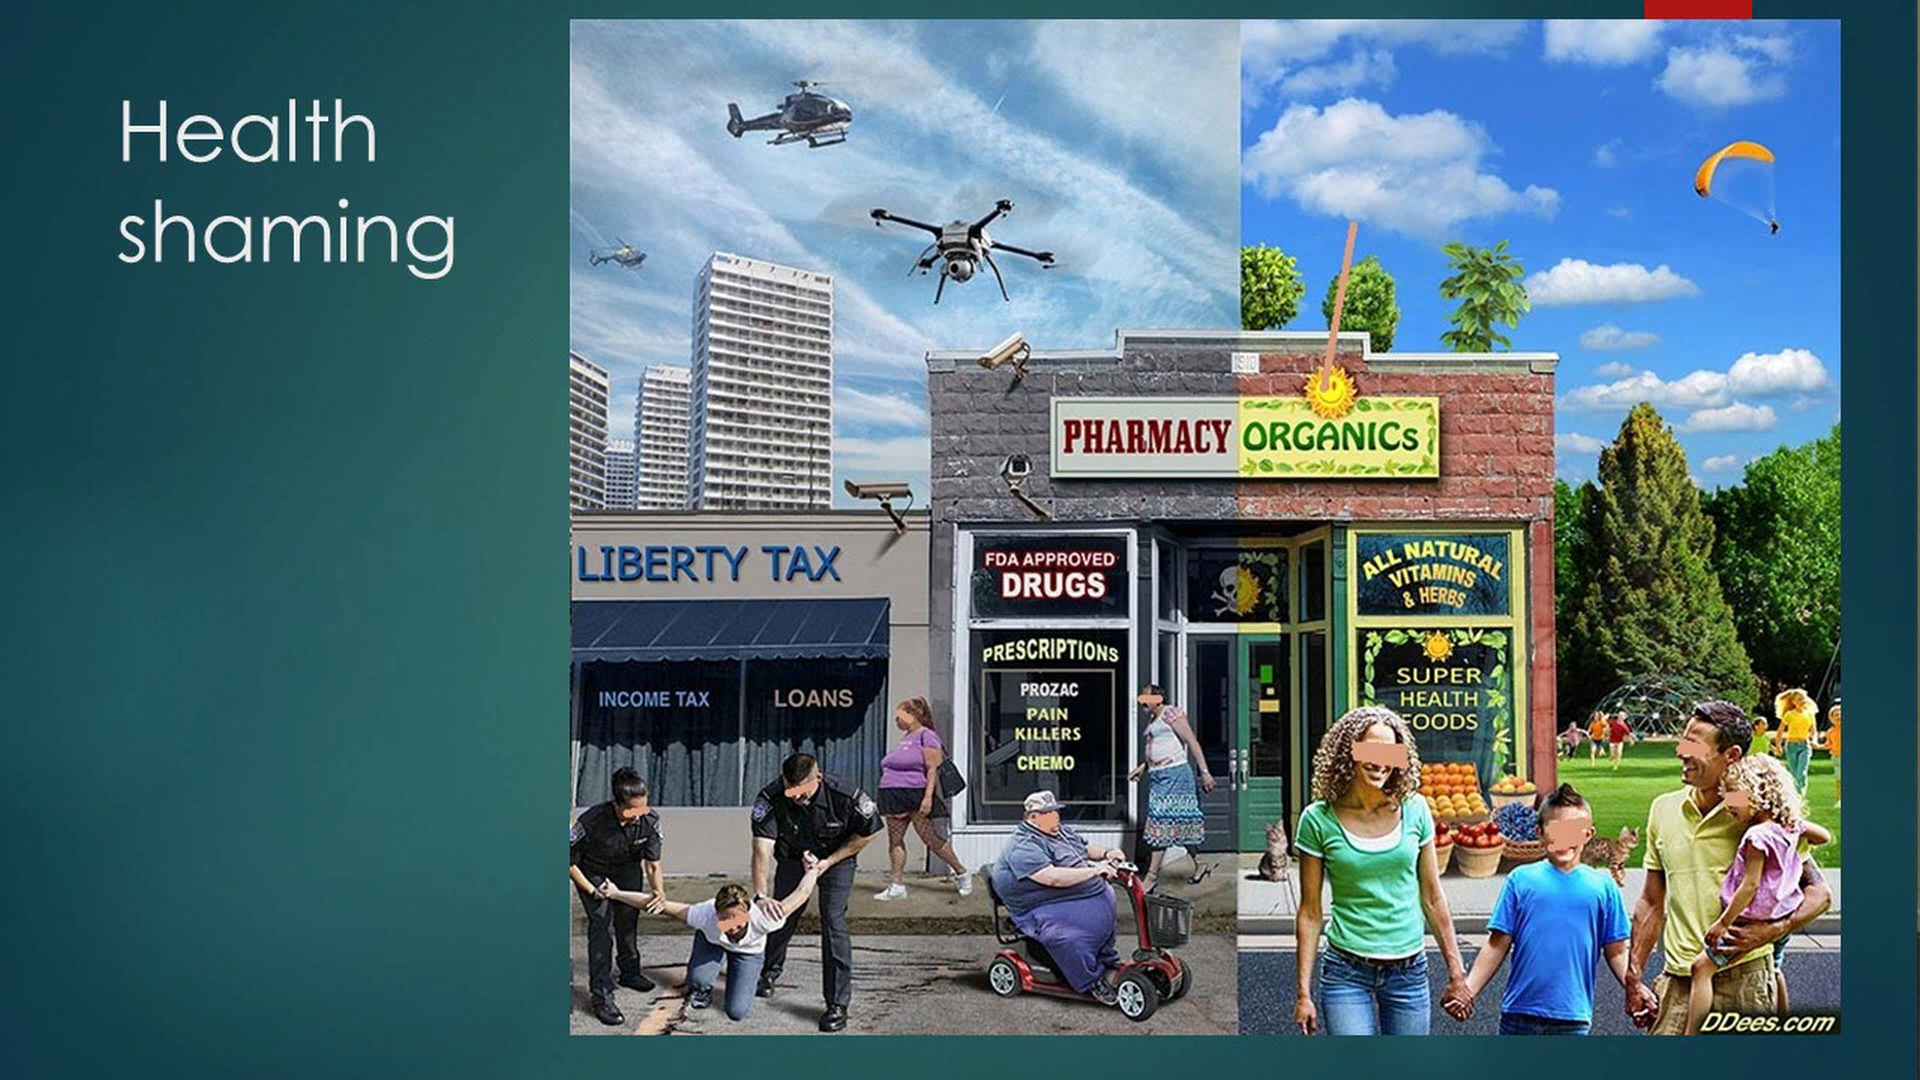 Health
shaming
PHARMACY ORGANICs
LIBERTY TAX
INCOME TAX
LOANS
FDA APPROVED
DRUGS
PRESCRIPTIONS
PROZAC
PAIN
KILLERS
CHEMO
ALL NATURAL
VITAMINS
& HERBS
SUPER
HEALTH
FOODS
DDees.com